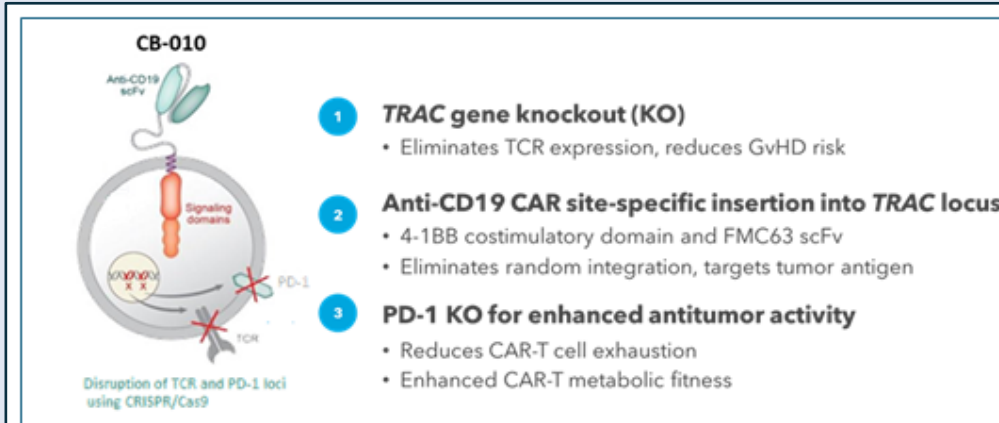 CB-010
Anti-CD19
scFv
Signaling
domains
PD-1
TCR
Disruption of TCR and PD-1 loci
using CRISPR/Cas9
1
TRAC gene knockout (KO)
• Eliminates TCR expression, reduces GvHD risk
2
Anti-CD19 CAR site-specific insertion into TRAC locus
• 4-1BB costimulatory domain and FMC63 scFv
• Eliminates random integration, targets tumor antigen
3
PD-1 KO for enhanced antitumor activity
• Reduces CAR-T cell exhaustion
• Enhanced CAR-T metabolic fitness